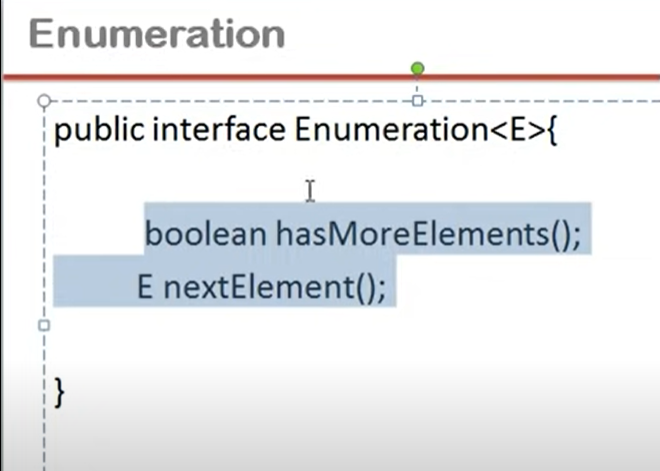 Enumeration
public interface Enumeration<E>{
boolean hasMoreElements();
E nextElement();
}